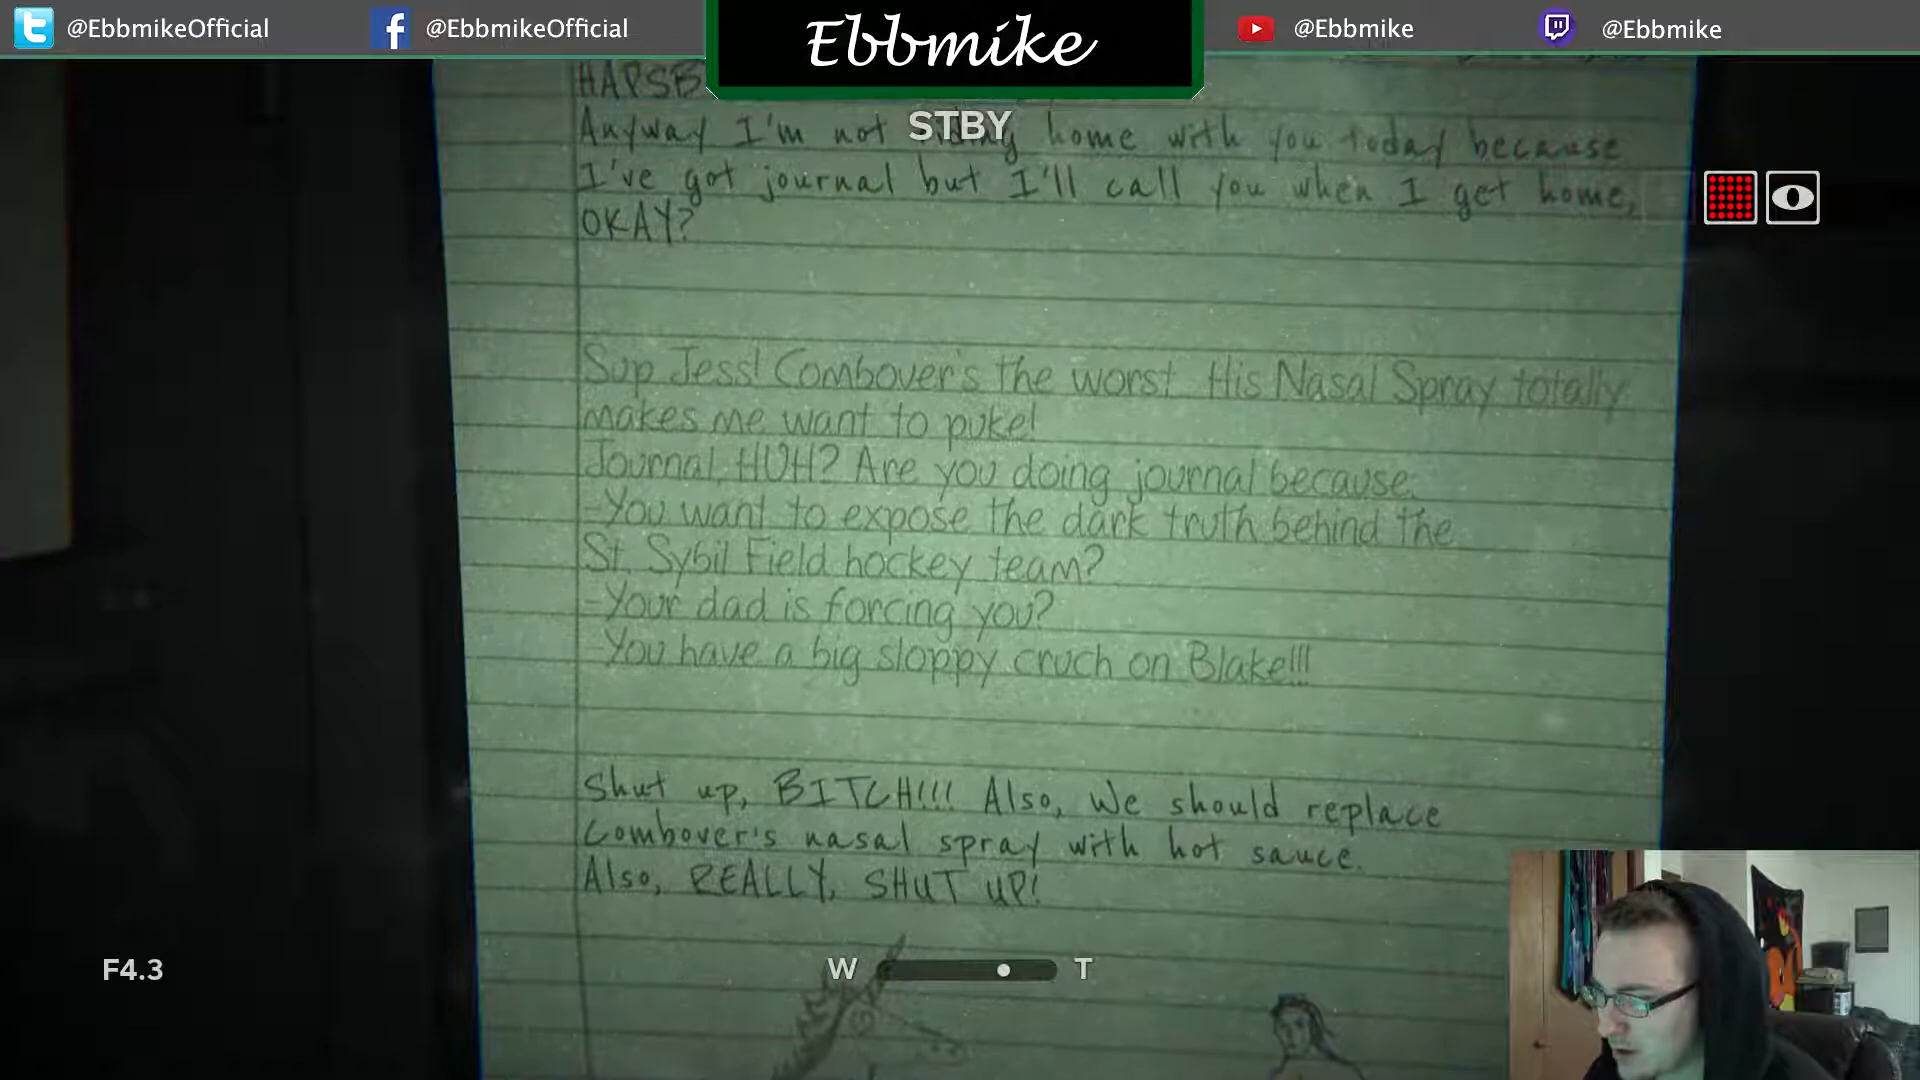 @EbbmikeOfficial @EbbmikeOfficial Ebbmike @Ebbmike @Ebbmike
HAPSB
STBY
Anyway I'm not riding home with you today because
I've got journal but I'll call you when I get home,
OKAY?
Sup Jess! Combover's the worst. His Nasal Spray totally
makes me want to puke!
Journal, HUH? Are you doing journal because:
-You want to expose the dark truth behind the
St. Sybil Field hockey team?
-Your dad is forcing you?
-You have a big sloppy cruch on Blake!!!
Shut up, BITCH!!! Also, We should replace
Combover's nasal spray with hot sauce.
Also, REALLY, SHUT UP!
F4.3
W T